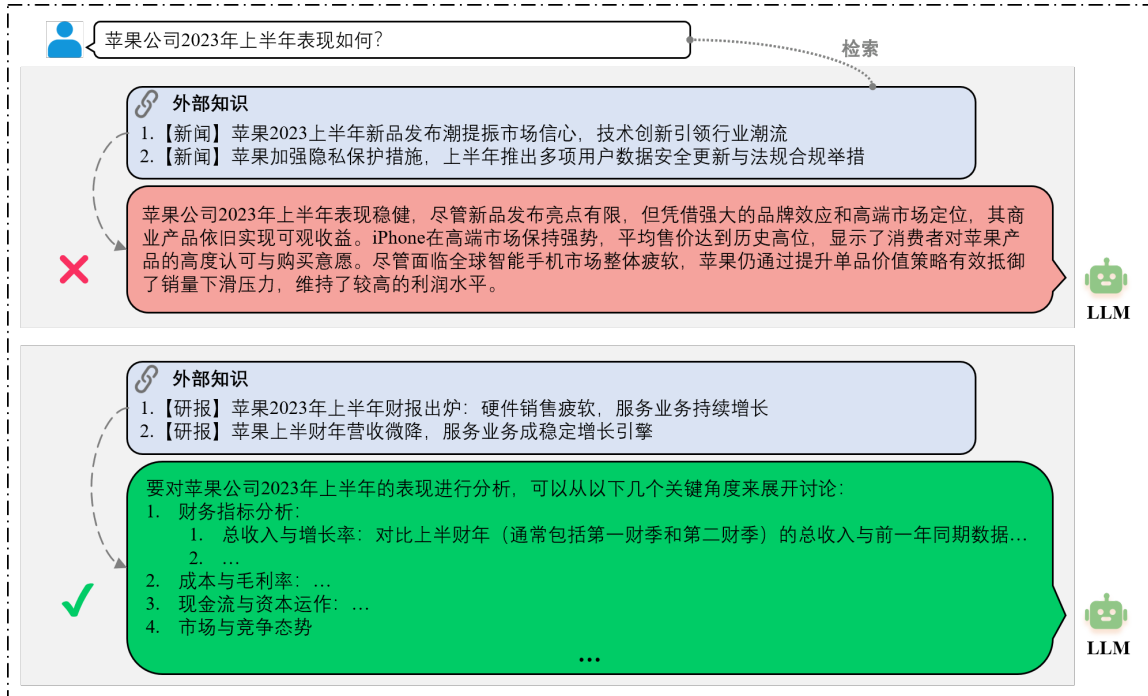 苹果公司2023年上半年表现如何？
检索
外部知识
1.【新闻】苹果2023上半年新品发布潮提振市场信心，技术创新引领行业潮流
2.【新闻】苹果加强隐私保护措施，上半年推出多项用户数据安全更新与法规合规举措
苹果公司2023年上半年表现稳健，尽管新品发布亮点有限，但凭借强大的品牌效应和高端市场定位，其商
业产品依旧实现可观收益。iPhone在高端市场保持强势，平均售价达到历史高位，显示了消费者对苹果产
品的高度认可与购买意愿。尽管面临全球智能手机市场整体疲软，苹果仍通过提升单品价值策略有效抵御
了销量下滑压力，维持了较高的利润水平。
LLM
外部知识
1.【研报】苹果2023年上半年财报出炉：硬件销售疲软，服务业务持续增长
2.【研报】苹果上半财年营收微降，服务业务成稳定增长引擎
要对苹果公司2023年上半年的表现进行分析，可以从以下几个关键角度来展开讨论：
1. 财务指标分析：
1. 总收入与增长率：对比上半财年（通常包括第一财季和第二财季）的总收入与前一年同期数据…
2. …
2. 成本与毛利率：…
3. 现金流与资本运作：…
4. 市场与竞争态势
…
LLM